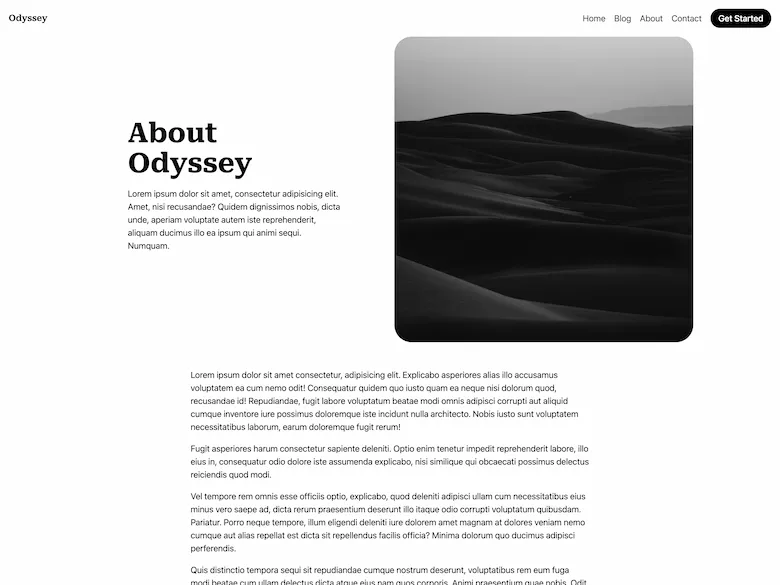 Odyssey
Home Blog About Contact Get Started
About
Odyssey
Lorem ipsum dolor sit amet, consectetur adipisicing elit.
Amet, nisi recusandae? Quidem dignissimos nobis, dicta
unde, aperiam voluptate autem iste reprehenderit,
aliquam ducimus illo ea ipsum qui animi sequi.
Numquam.
Lorem ipsum dolor sit amet consectetur, adipisicing elit. Explicabo asperiores alias illo accusamus
voluptatem ea cum nemo odit! Consequatur quidem quo iusto quam ea neque nisi dolorum quod,
recusandae id! Repudiandae, fugit labore voluptatum beatae modi omnis adipisci corrupti aut aliquid
cumque inventore iure possimus doloremque iste incidunt nulla architecto. Nobis iusto sunt voluptatem
necessitatibus laborum, earum doloremque fugit rerum!
Fugit asperiores harum consectetur sapiente deleniti. Optio enim tenetur impedit reprehenderit labore, illo
eius in, consequatur odio dolore iste assumenda explicabo, nisi similique qui obcaecati possimus delectus
reiciendis quod modi.
Vel tempore rem omnis esse officiis optio, explicabo, quod deleniti adipisci ullam cum necessitatibus eius
minus vero saepe ad, dicta rerum praesentium deserunt illo itaque odio corrupti voluptatum quibusdam.
Pariatur. Porro neque tempore, illum eligendi deleniti iure dolorem amet magnam at dolores veniam nemo
cumque aut alias repellat est dicta sit repellendus facilis officia? Minima dolorum quo ducimus adipisci
perferendis.
Quis distinctio tempora sequi sit repudiandae cumque nostrum deserunt, voluptatibus rem eum fuga
modi beatae cum ullam delectus dicta atque eius nam quos corporis. Animi praesentium quae nobis. Odit